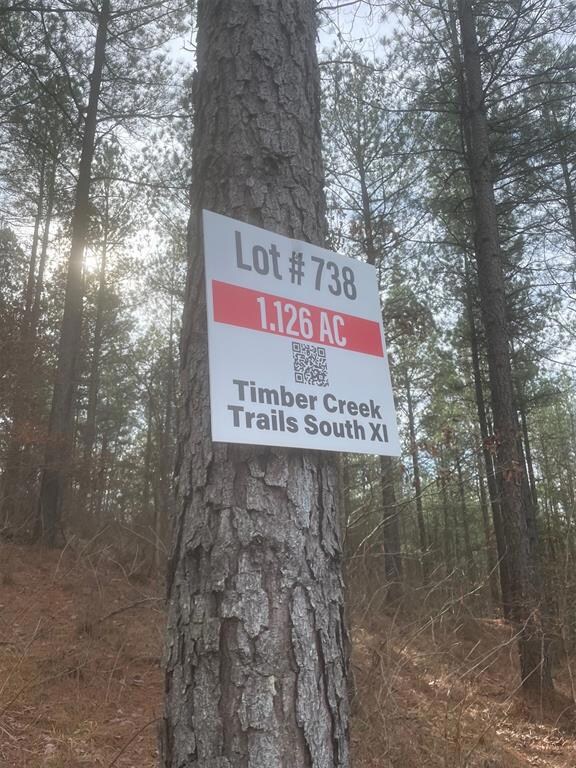 Lot # 738
1.126 AC
Timber Creek
Trails South XI